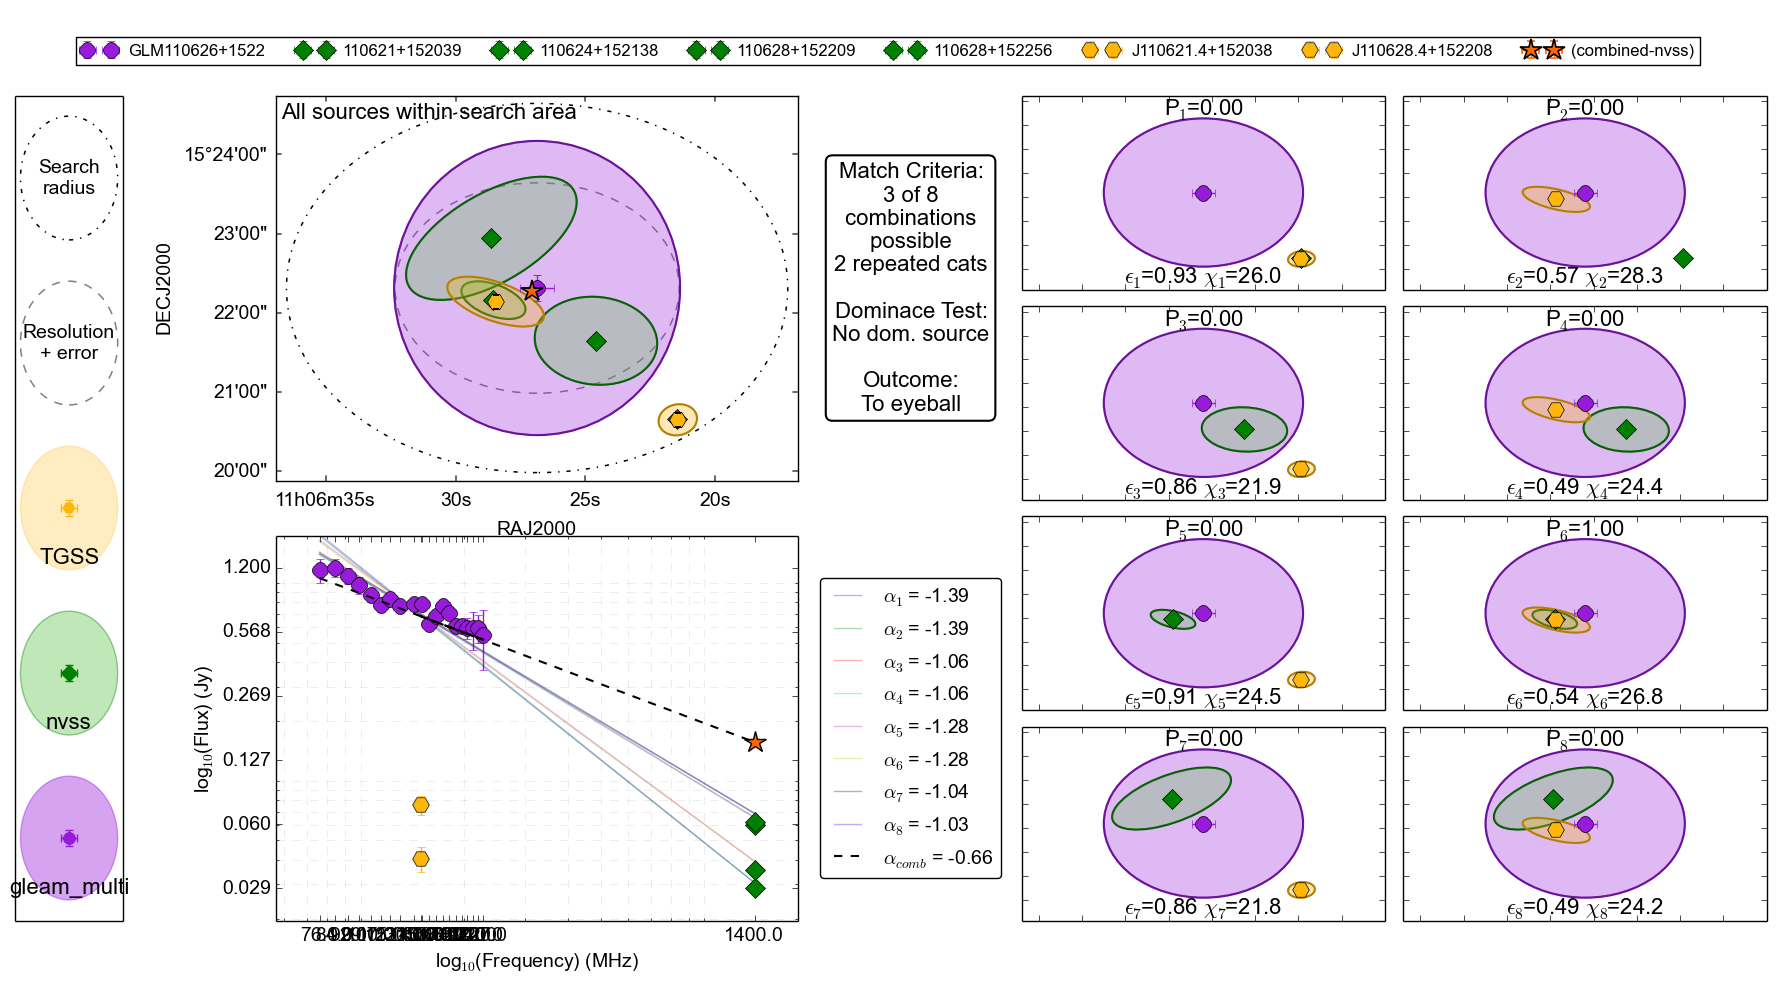 GLM110626+1522 110621+152039 110624+152138 110628+152209 110628+152256 J110621.4+152038 J110628.4+152208 (combined-nvss)
Search
radius
Resolution
+ error
TGSS
nvss
gleam_multi
All sources within search area
DECJ2000
15°24'00"
23'00"
22'00"
21'00"
20'00"
11h06m35s 30s 25s 20s
RAJ2000
Match Criteria:
3 of 8
combinations
possible
2 repeated cats
Dominace Test:
No dom. source
Outcome:
To eyeball
log₁₀(Flux) (Jy)
1.200
0.568
0.269
0.127
0.060
0.029
1400.0
log₁₀(Frequency) (MHz)
α₁ = -1.39
α₂ = -1.39
α₃ = -1.06
α₄ = -1.06
α₅ = -1.28
α₆ = -1.28
α₇ = -1.04
α₈ = -1.03
α_comb = -0.66
P₁=0.00
ϵ₁=0.93 χ₁=26.0
P₂=0.00
ϵ₂=0.57 χ₂=28.3
P₃=0.00
ϵ₃=0.86 χ₃=21.9
P₄=0.00
ϵ₄=0.49 χ₄=24.4
P₅=0.00
ϵ₅=0.91 χ₅=24.5
P₆=1.00
ϵ₆=0.54 χ₆=26.8
P₇=0.00
ϵ₇=0.86 χ₇=21.8
P₈=0.00
ϵ₈=0.49 χ₈=24.2